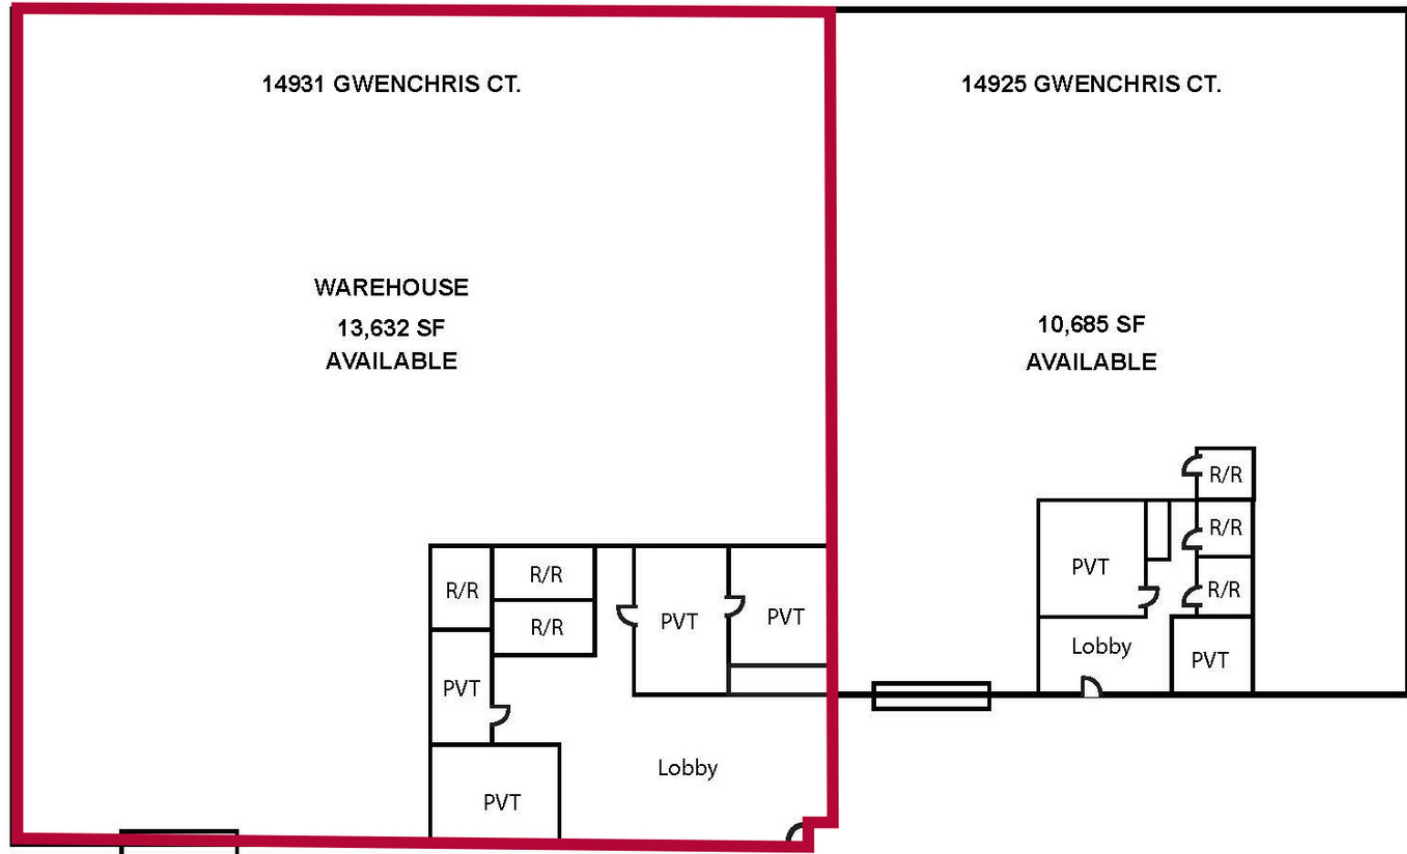 14931 GWENCHRIS CT.
WAREHOUSE
13,632 SF
AVAILABLE
R/R
R/R
R/R
PVT
PVT
PVT
PVT
Lobby
14925 GWENCHRIS CT.
10,685 SF
AVAILABLE
R/R
R/R
PVT
R/R
Lobby
PVT